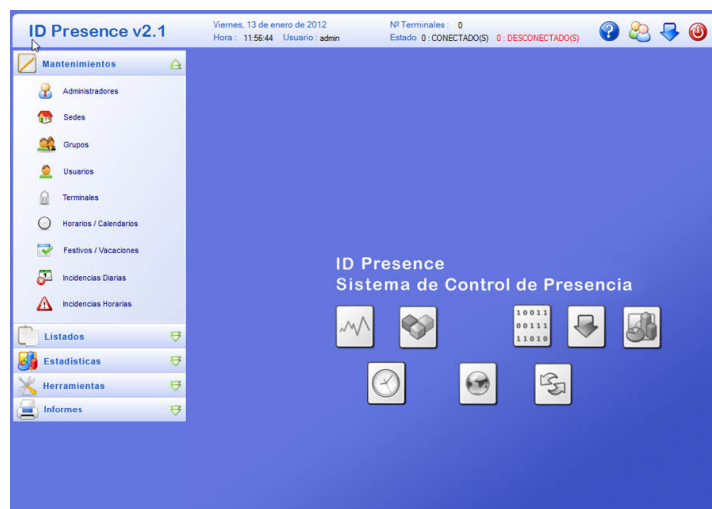 ID Presence v2.1
Viernes, 13 de enero de 2012
Nº Terminales : 0
Hora : 11:56:44 Usuario : admin
Estado 0 : CONECTADO(S) 0 : DESCONECTADO(S)
Mantenimientos
Administradores
Sedes
Grupos
Usuarios
Terminales
Horarios / Calendarios
Festivos / Vacaciones
Incidencias Diarias
Incidencias Horarias
Listados
Estadísticas
Herramientas
Informes
ID Presence
Sistema de Control de Presencia
10011
00111
11010